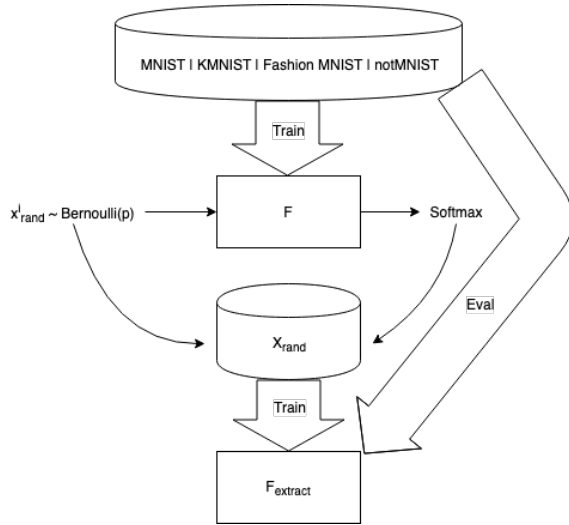 MNIST | KMNIST | Fashion MNIST | notMNIST
Train
x^i_rand ~ Bernoulli(p)
F
Softmax
Eval
X_rand
Train
F_extract